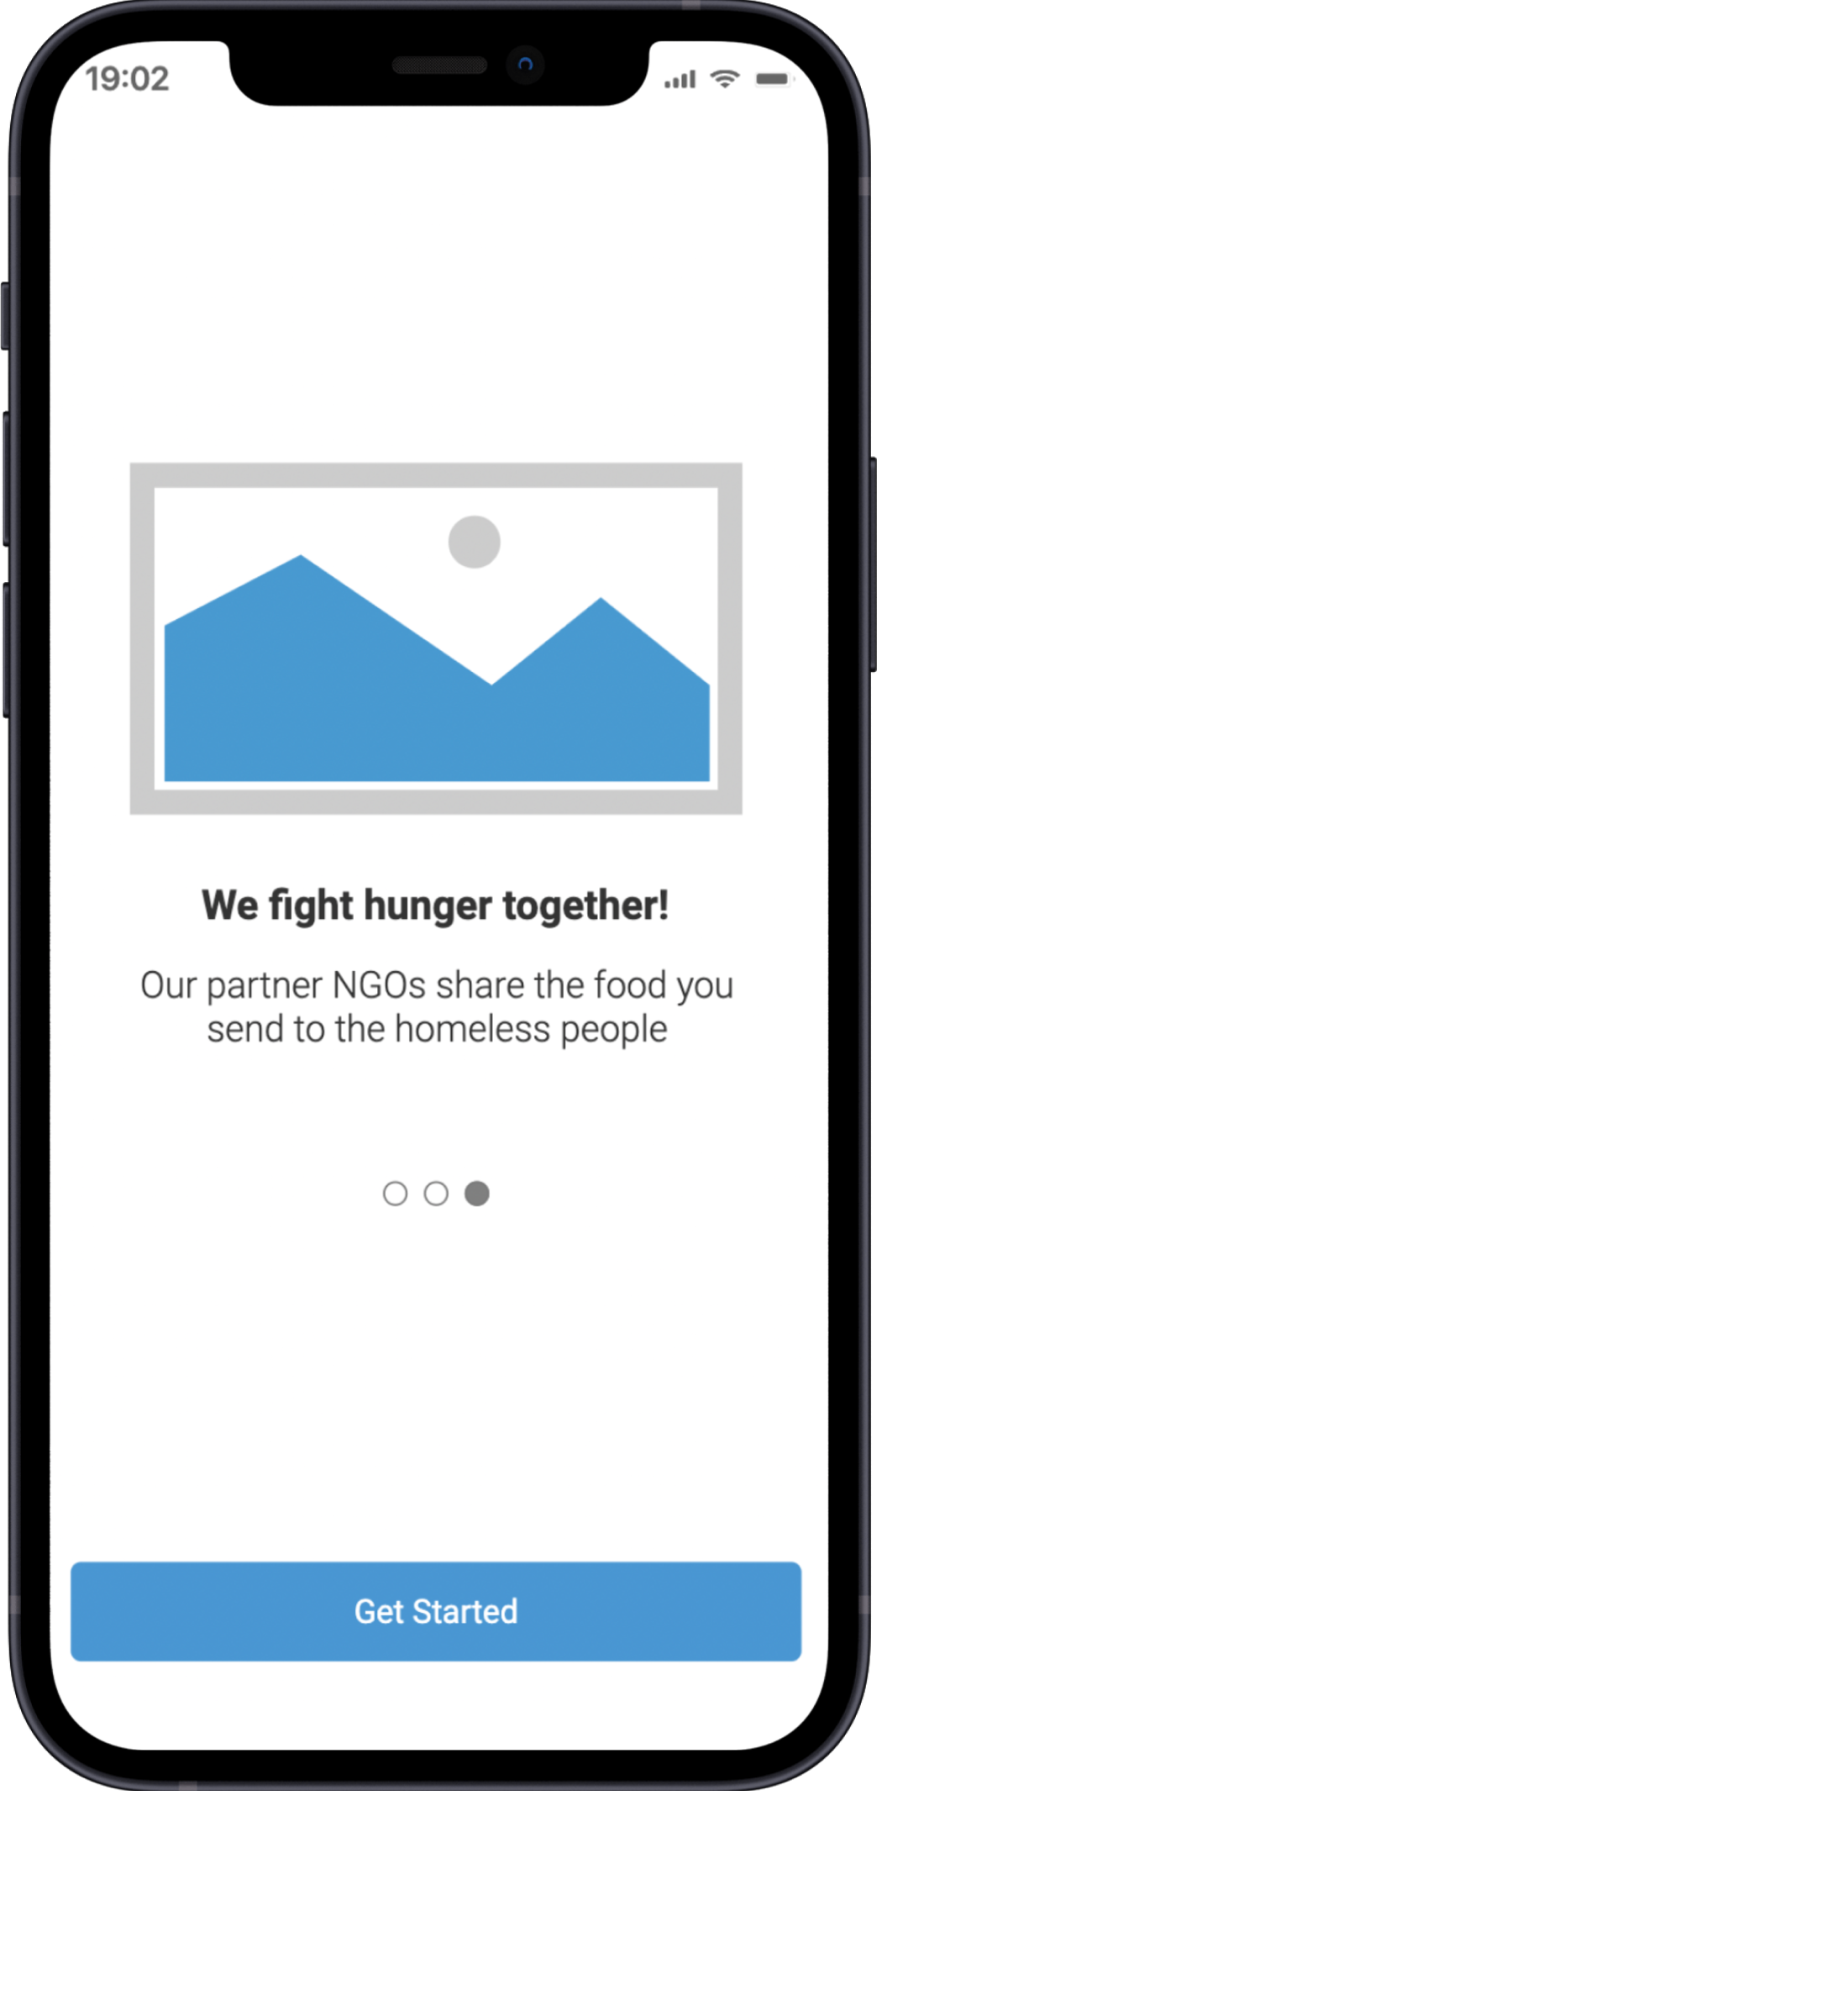 19:02
We fight hunger together!
Our partner NGOs share the food you
send to the homeless people
Get Started